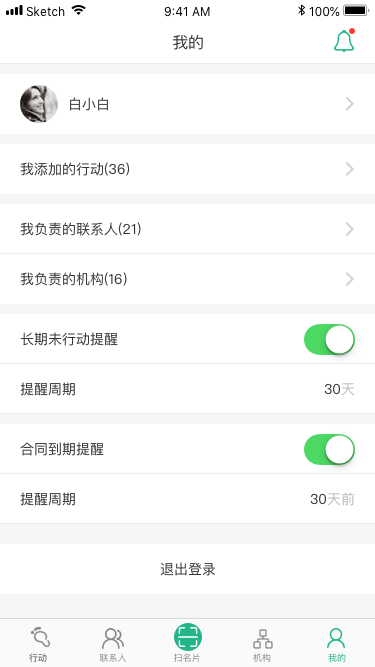 Sketch 9:41 AM 100%
我的
白小白
我添加的行动(36)
我负责的联系人(21)
我负责的机构(16)
长期未行动提醒
提醒周期 30天
合同到期提醒
提醒周期 30天前
退出登录
行动 联系人 扫名片 机构 我的